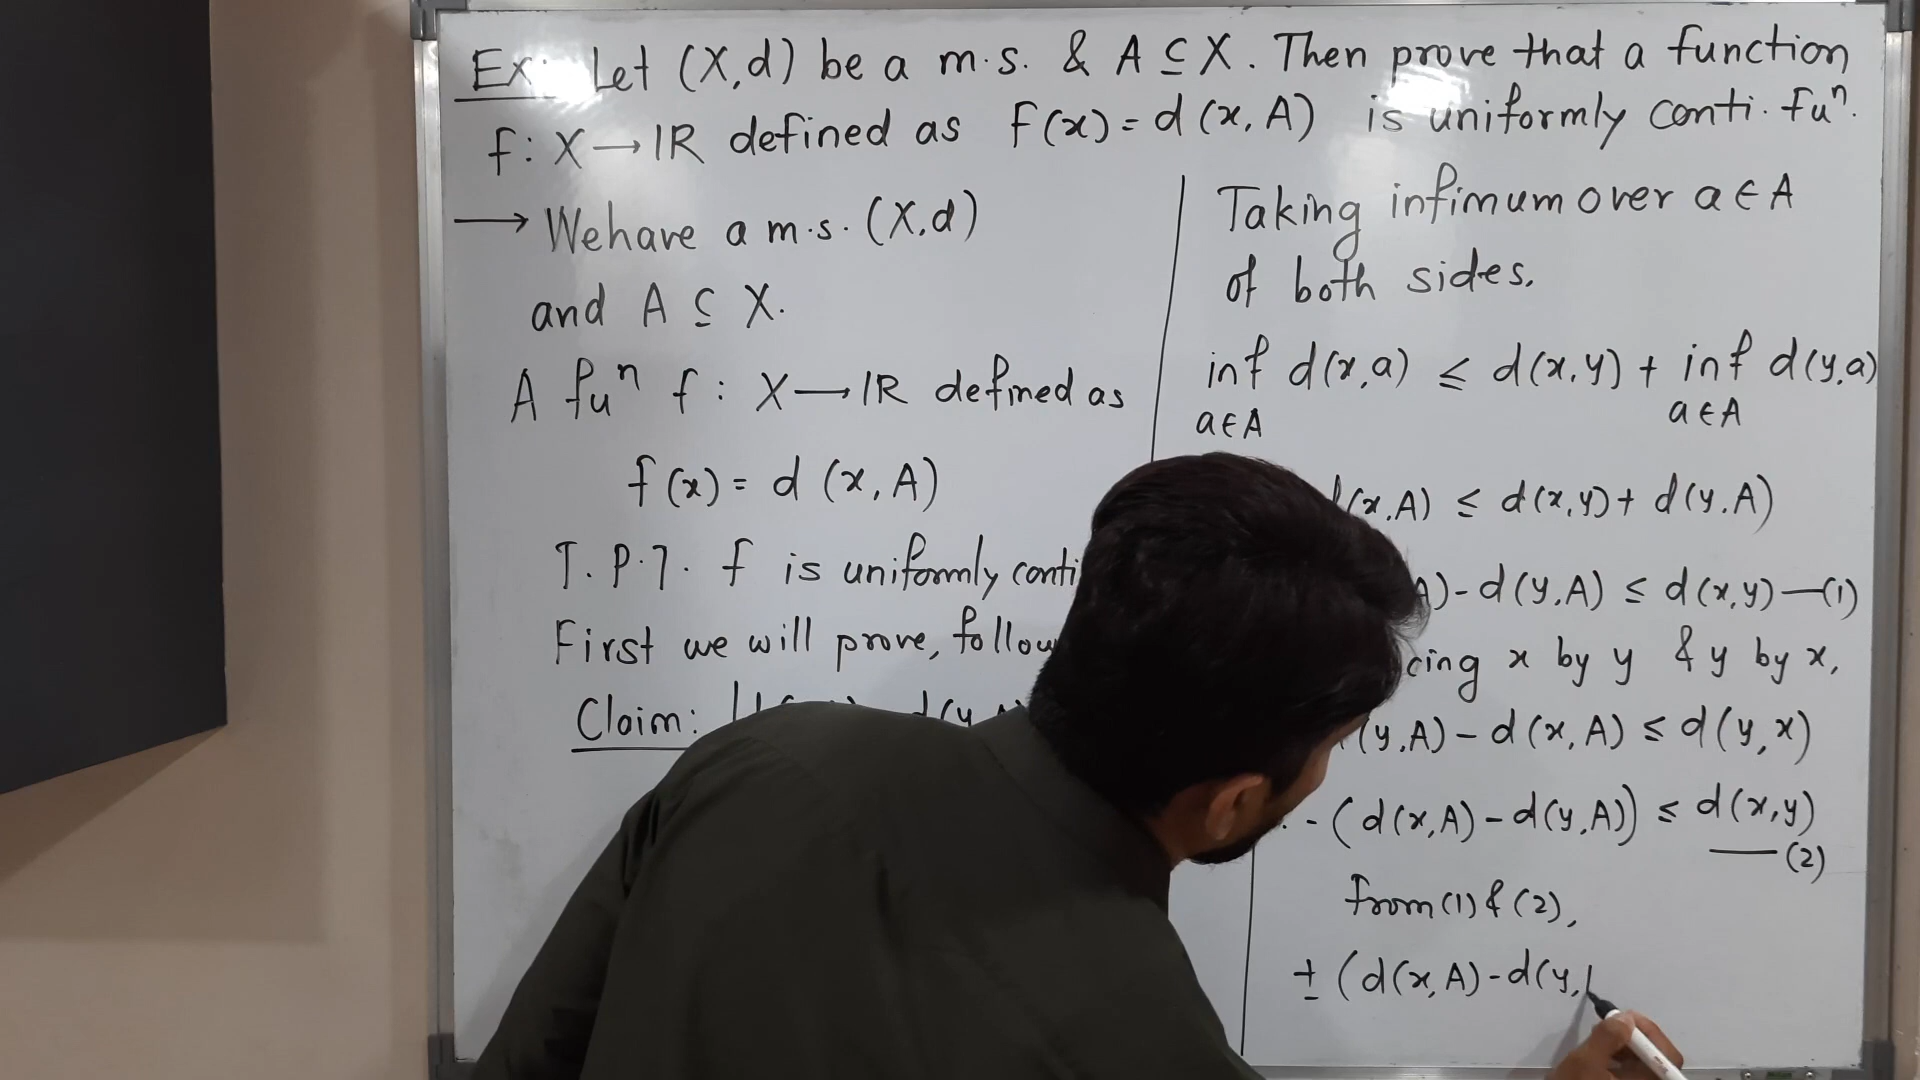 Ex: Let (X,d) be a m.s. & A ⊆ X. Then prove that a function
f: X → IR defined as f(x) = d(x,A) is uniformly conti. fuⁿ.
→ We have a m.s. (X,d)
and A ⊆ X.
A fuⁿ f: X → IR defined as
f(x) = d(x,A)
T.P.T. f is uniformly conti
First we will prove, follow
Claim:
Taking infimum over a ∈ A
of both sides.
inf d(x,a) ≤ d(x,y) + inf d(y,a)
a∈A a∈A
(x,A) ≤ d(x,y) + d(y,A)
A) - d(y,A) ≤ d(x,y) —(1)
cing x by y & y by x,
(y,A) - d(x,A) ≤ d(y,x)
- (d(x,A) - d(y,A)) ≤ d(x,y)
—(2)
from (1) & (2),
± (d(x,A) - d(y,